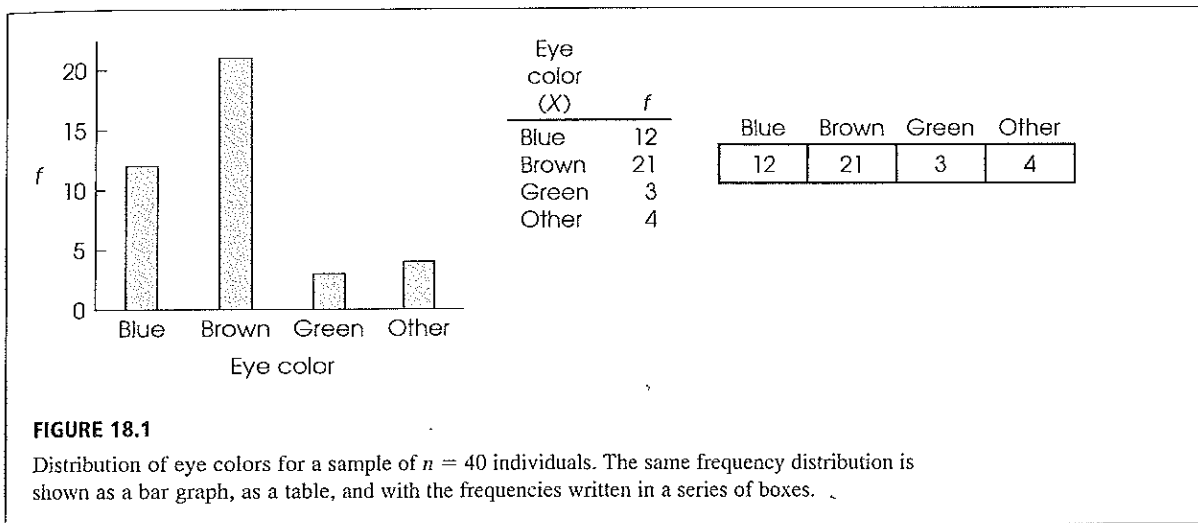 20
15
f
10
5
0
Blue Brown Green Other
Eye color
Eye
color
(X) f
Blue 12
Brown 21
Green 3
Other 4
Blue Brown Green Other
12 21 3 4
FIGURE 18.1
Distribution of eye colors for a sample of n = 40 individuals. The same frequency distribution is
shown as a bar graph, as a table, and with the frequencies written in a series of boxes.